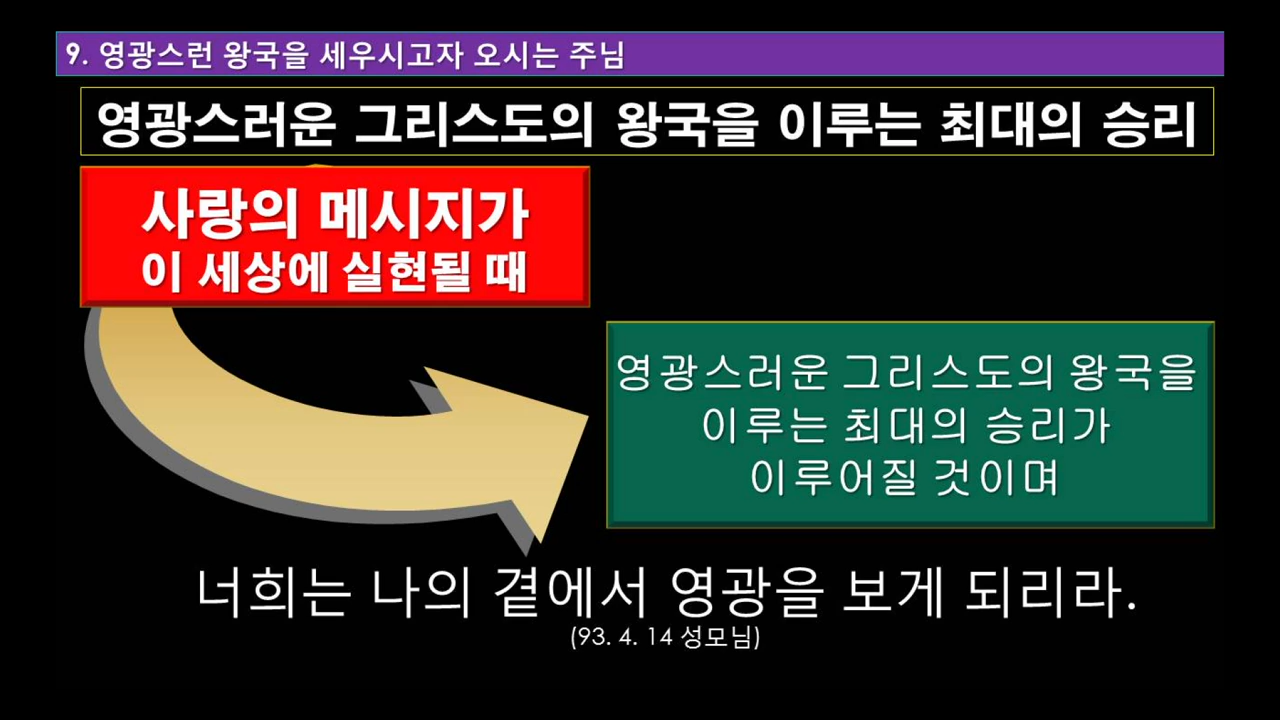 9. 영광스런 왕국을 세우시고자 오시는 주님
영광스러운 그리스도의 왕국을 이루는 최대의 승리
사랑의 메시지가
이 세상에 실현될 때
영광스러운 그리스도의 왕국을
이루는 최대의 승리가
이루어질 것이며
너희는 나의 곁에서 영광을 보게 되리라.
(93. 4. 14 성모님)